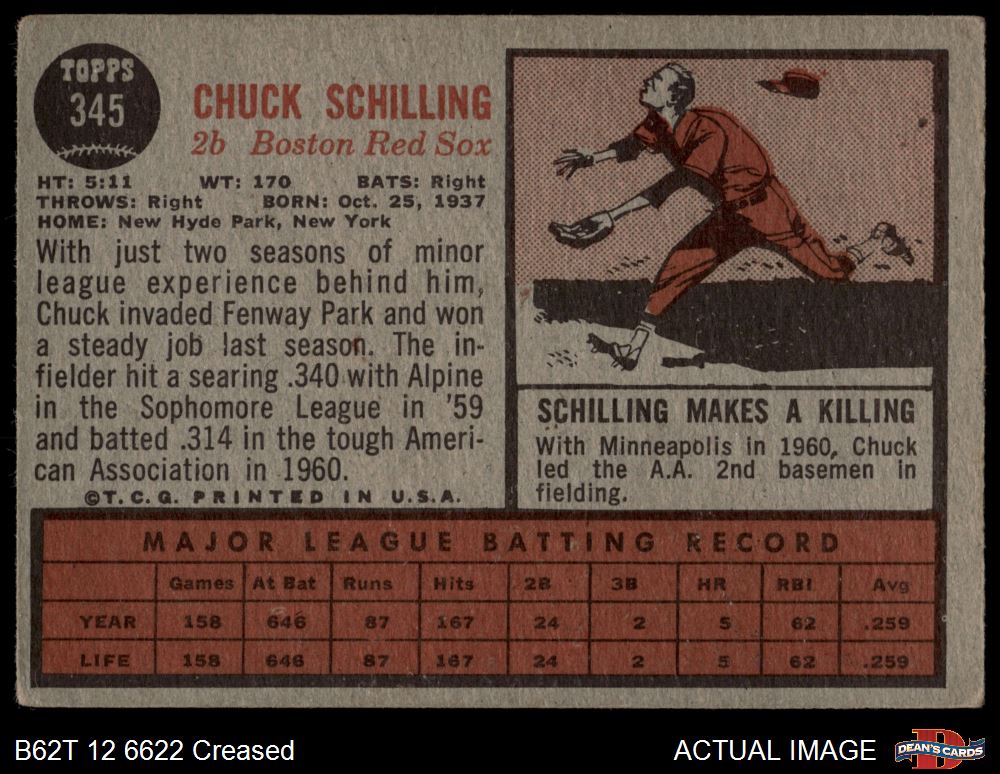 TOPPS
345
CHUCK SCHILLING
2b Boston Red Sox
HT: 5:11 WT: 170 BATS: Right
THROWS: Right BORN: Oct. 25, 1937
HOME: New Hyde Park, New York
With just two seasons of minor
league experience behind him,
Chuck invaded Fenway Park and won
a steady job last season. The in-
fielder hit a searing .340 with Alpine
in the Sophomore League in '59
and batted .314 in the tough Ameri-
can Association in 1960.
©T.C.G. PRINTED IN U.S.A.
SCHILLING MAKES A KILLING
With Minneapolis in 1960, Chuck
led the A.A. 2nd basemen in
fielding.
MAJOR LEAGUE BATTING RECORD
Games At Bat Runs Hits 2B 3B HR RBI Avg
YEAR 158 646 87 167 24 2 5 62 .259
LIFE 158 646 87 167 24 2 5 62 .259
B62T 12 6622 Creased
ACTUAL IMAGE
D
DEAN'S CARDS